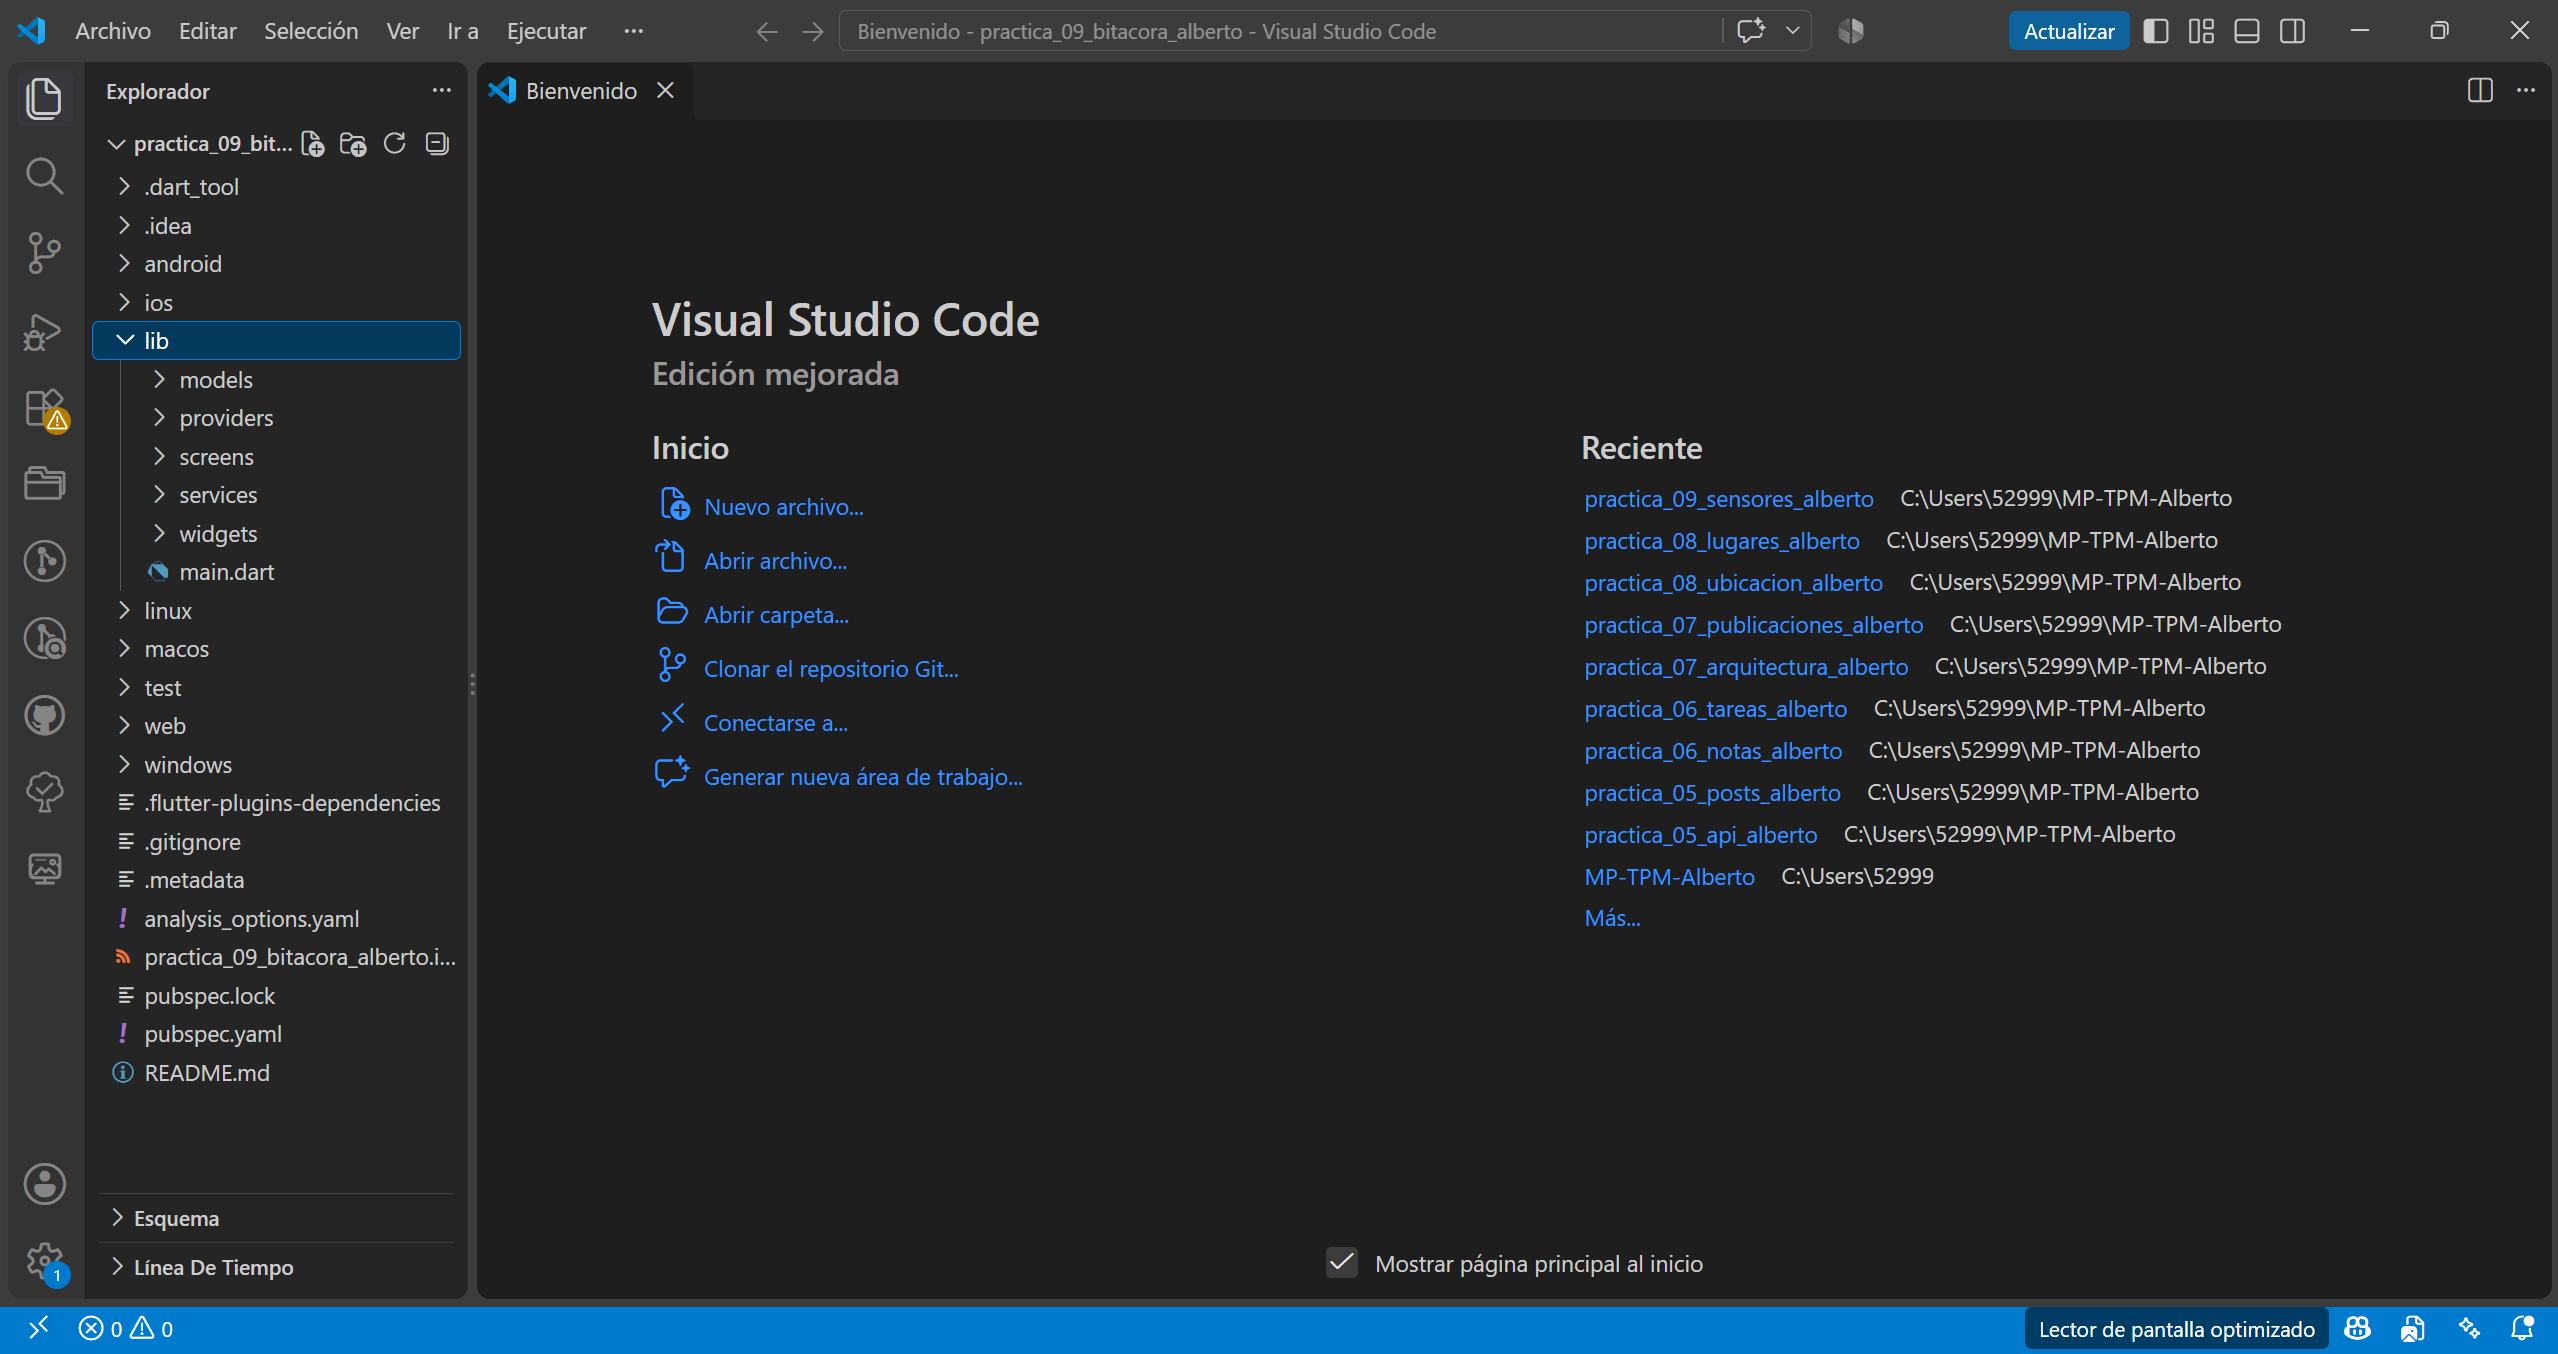 Archivo Editar Selección Ver Ir a Ejecutar ··· Bienvenido - practica_09_bitacora_alberto - Visual Studio Code Actualizar
Explorador
Bienvenido
practica_09_bit...
.dart_tool
.idea
android
ios
lib
models
providers
screens
services
widgets
main.dart
linux
macos
test
web
windows
.flutter-plugins-dependencies
.gitignore
.metadata
analysis_options.yaml
practica_09_bitacora_alberto.i...
pubspec.lock
pubspec.yaml
README.md
Esquema
Línea De Tiempo
1
Visual Studio Code
Edición mejorada
Inicio
Nuevo archivo...
Abrir archivo...
Abrir carpeta...
Clonar el repositorio Git...
Conectarse a...
Generar nueva área de trabajo...
Reciente
practica_09_sensores_alberto C:\Users\52999\MP-TPM-Alberto
practica_08_lugares_alberto C:\Users\52999\MP-TPM-Alberto
practica_08_ubicacion_alberto C:\Users\52999\MP-TPM-Alberto
practica_07_publicaciones_alberto C:\Users\52999\MP-TPM-Alberto
practica_07_arquitectura_alberto C:\Users\52999\MP-TPM-Alberto
practica_06_tareas_alberto C:\Users\52999\MP-TPM-Alberto
practica_06_notas_alberto C:\Users\52999\MP-TPM-Alberto
practica_05_posts_alberto C:\Users\52999\MP-TPM-Alberto
practica_05_api_alberto C:\Users\52999\MP-TPM-Alberto
MP-TPM-Alberto C:\Users\52999
Más...
Mostrar página principal al inicio
0 0 Lector de pantalla optimizado